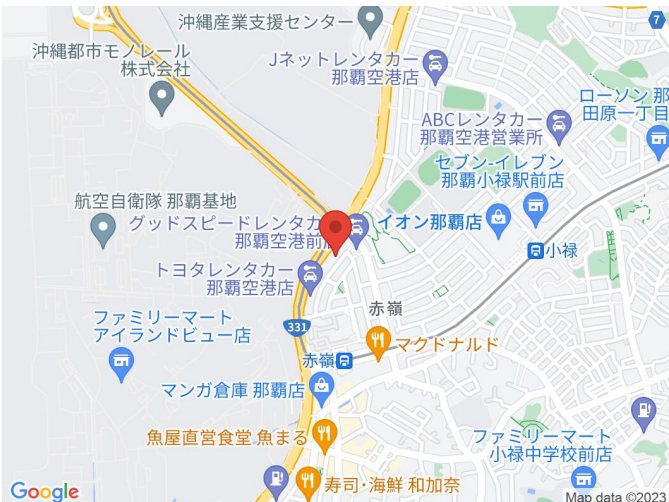 沖縄産業支援センター
7
沖縄都市モノレール
株式会社
Jネットレンタカー
那覇空港店
ローソン 那
田原一丁目
ABCレンタカー
那覇空港営業所
セブン-イレブン
那覇小禄駅前店
航空自衛隊 那覇基地
グッドスピードレンタカ
那覇空港前店
イオン那覇店
小禄
トヨタレンタカー
那覇空港店
赤嶺
ファミリーマート
アイランドビュー店
331
マクドナルド
赤嶺
マンガ倉庫 那覇店
魚屋直営食堂 魚まる
ファミリーマート
小禄中学校前店
寿司・海鮮 和加奈
Google
Map data ©2023